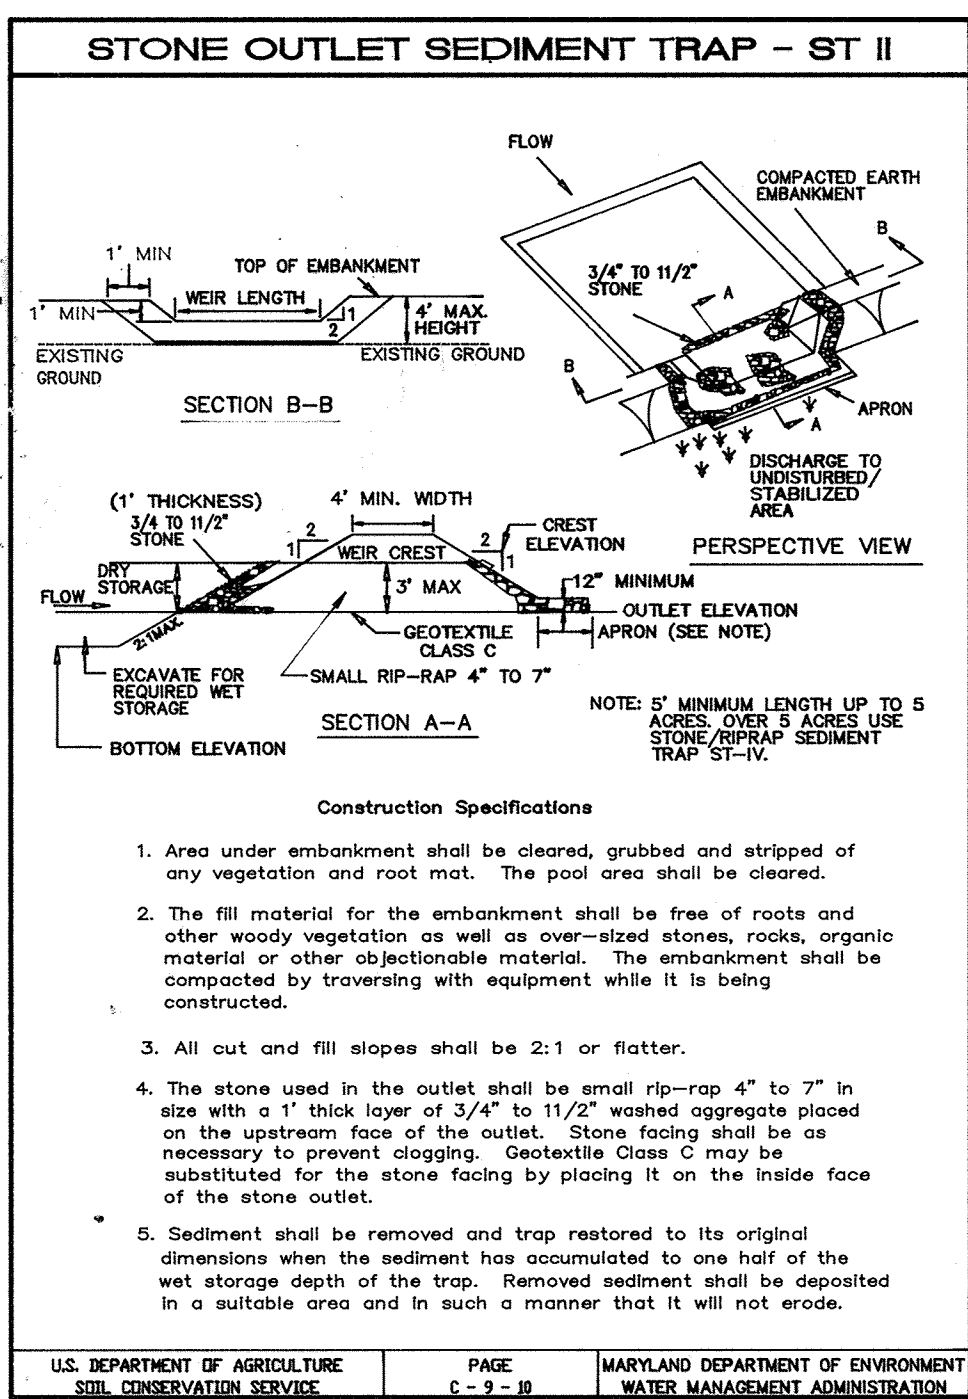 STONE OUTLET SEDIMENT TRAP - ST II
FLOW
COMPACTED EARTH
EMBANKMENT
B
3/4" TO 11/2"
STONE
A
B
APRON
A
DISCHARGE TO
UNDISTURBED/
STABILIZED
AREA
PERSPECTIVE VIEW
1' MIN
TOP OF EMBANKMENT
WEIR LENGTH
1' MIN
1
2
4' MAX.
HEIGHT
EXISTING
GROUND
EXISTING GROUND
SECTION B-B
(1' THICKNESS)
3/4 TO 11/2"
STONE
4' MIN. WIDTH
2
1
WEIR CREST
2
1
CREST
ELEVATION
DRY
STORAGE
3' MAX
12" MINIMUM
FLOW
OUTLET ELEVATION
2:1MAX.
GEOTEXTILE
CLASS C
APRON (SEE NOTE)
EXCAVATE FOR
REQUIRED WET
STORAGE
SMALL RIP-RAP 4" TO 7"
BOTTOM ELEVATION
SECTION A-A
NOTE: 5' MINIMUM LENGTH UP TO 5
ACRES. OVER 5 ACRES USE
STONE/RIPRAP SEDIMENT
TRAP ST-IV.
Construction Specifications
1. Area under embankment shall be cleared, grubbed and stripped of
any vegetation and root mat. The pool area shall be cleared.
2. The fill material for the embankment shall be free of roots and
other woody vegetation as well as over-sized stones, rocks, organic
material or other objectionable material. The embankment shall be
compacted by traversing with equipment while it is being
constructed.
3. All cut and fill slopes shall be 2:1 or flatter.
4. The stone used in the outlet shall be small rip-rap 4" to 7" in
size with a 1' thick layer of 3/4" to 11/2" washed aggregate placed
on the upstream face of the outlet. Stone facing shall be as
necessary to prevent clogging. Geotextile Class C may be
substituted for the stone facing by placing it on the inside face
of the stone outlet.
5. Sediment shall be removed and trap restored to its original
dimensions when the sediment has accumulated to one half of the
wet storage depth of the trap. Removed sediment shall be deposited
in a suitable area and in such a manner that it will not erode.
U.S. DEPARTMENT OF AGRICULTURE
SOIL CONSERVATION SERVICE
PAGE
C - 9 - 10
MARYLAND DEPARTMENT OF ENVIRONMENT
WATER MANAGEMENT ADMINISTRATION